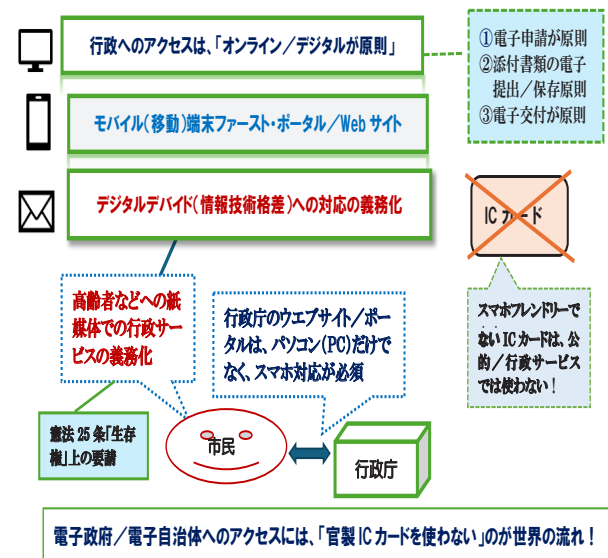 行政へのアクセスは、「オンライン／デジタルが原則」
①電子申請が原則
②添付書類の電子
提出／保存原則
③電子交付が原則
モバイル（移動）端末ファースト・ポータル／Webサイト
デジタルデバイド（情報技術格差）への対応の義務化
ICカード
高齢者などへの紙
媒体での行政サー
ビスの義務化
行政庁のウエブサイト／ポー
タルは、パソコン(PC)だけで
なく、スマホ対応が必須
スマホフレンドリーで
ないICカードは、公
的／行政サービス
では使わない！
憲法25条「生存
権」上の要請
市民
行政庁
電子政府／電子自治体へのアクセスには、「官製ICカードを使わない」のが世界の流れ！